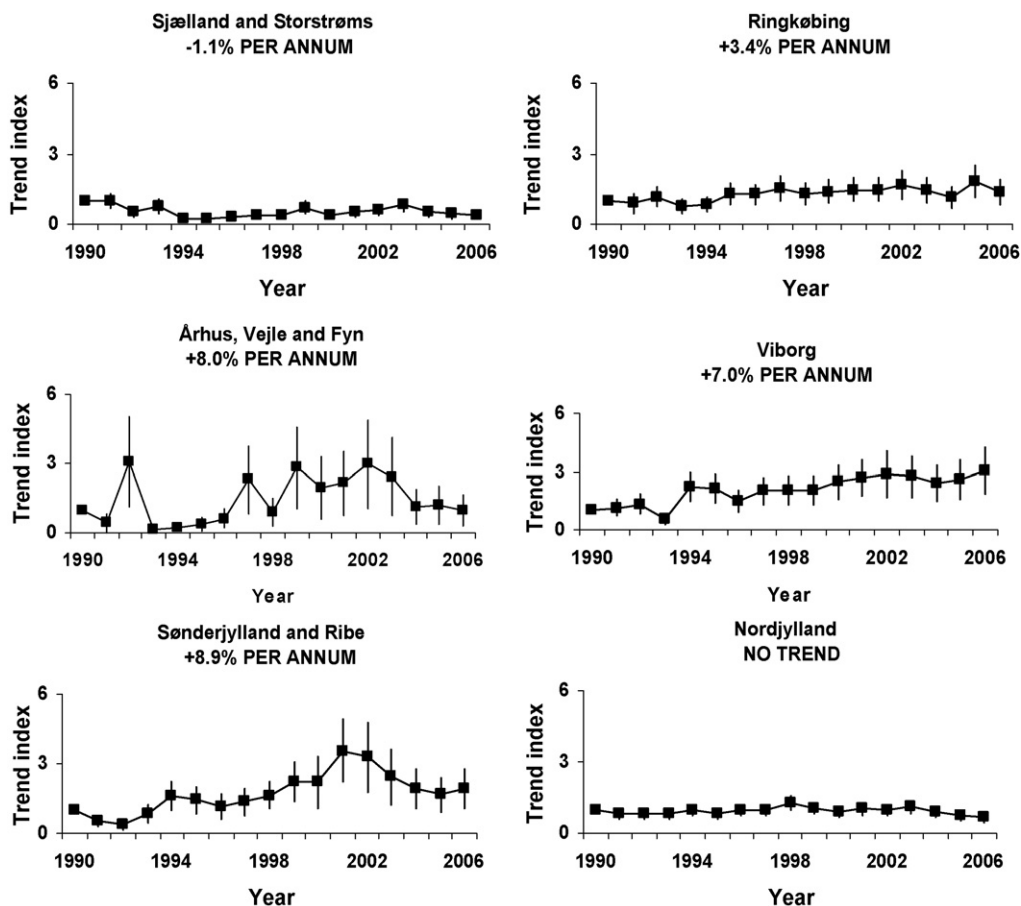 Sjælland and Storstrøms
-1.1% PER ANNUM
6
3
0
Trend index
1990 1994 1998 2002 2006
Year
Ringkøbing
+3.4% PER ANNUM
6
3
0
Trend index
1990 1994 1998 2002 2006
Year
Århus, Vejle and Fyn
+8.0% PER ANNUM
6
3
0
Trend index
1990 1994 1998 2002 2006
Year
Viborg
+7.0% PER ANNUM
6
3
0
Trend index
1990 1994 1998 2002 2006
Year
Sønderjylland and Ribe
+8.9% PER ANNUM
6
3
0
Trend index
1990 1994 1998 2002 2006
Year
Nordjylland
NO TREND
6
3
0
Trend index
1990 1994 1998 2002 2006
Year